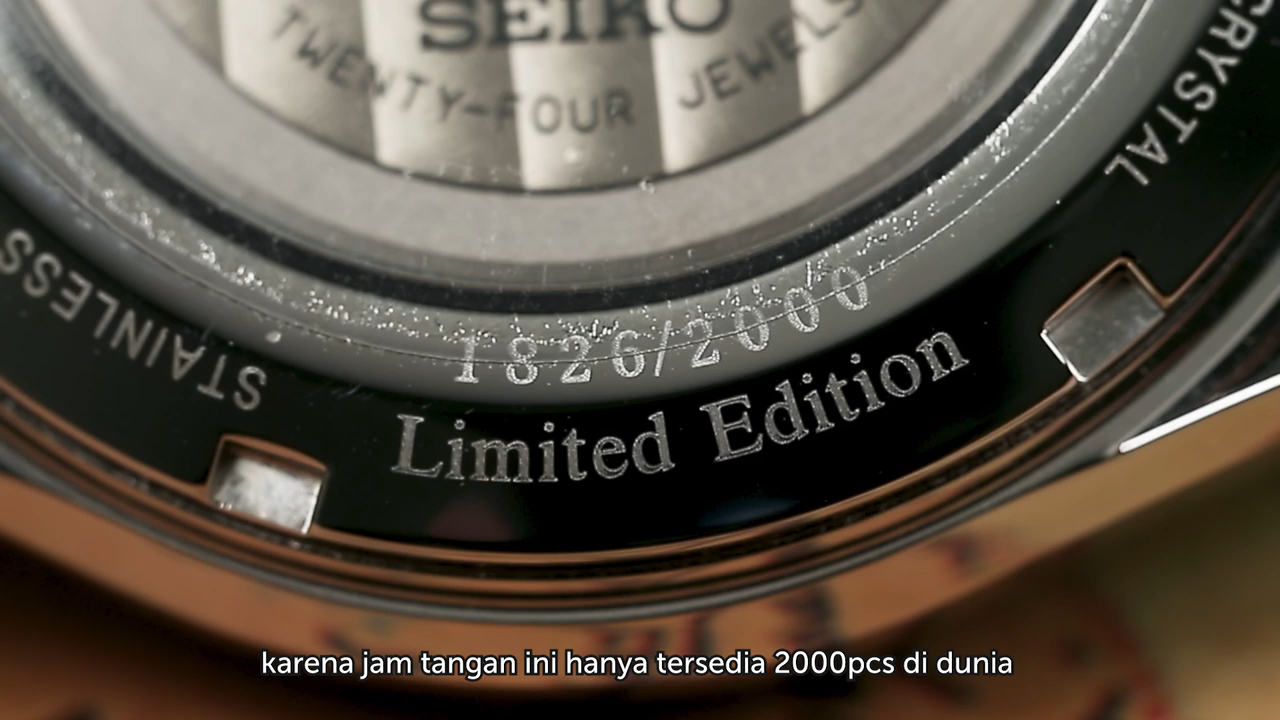 SEIKO
TWENTY-FOUR JEWELS
CRYSTAL
STAINLESS
1826/2000
Limited Edition
karena jam tangan ini hanya tersedia 2000pcs di dunia